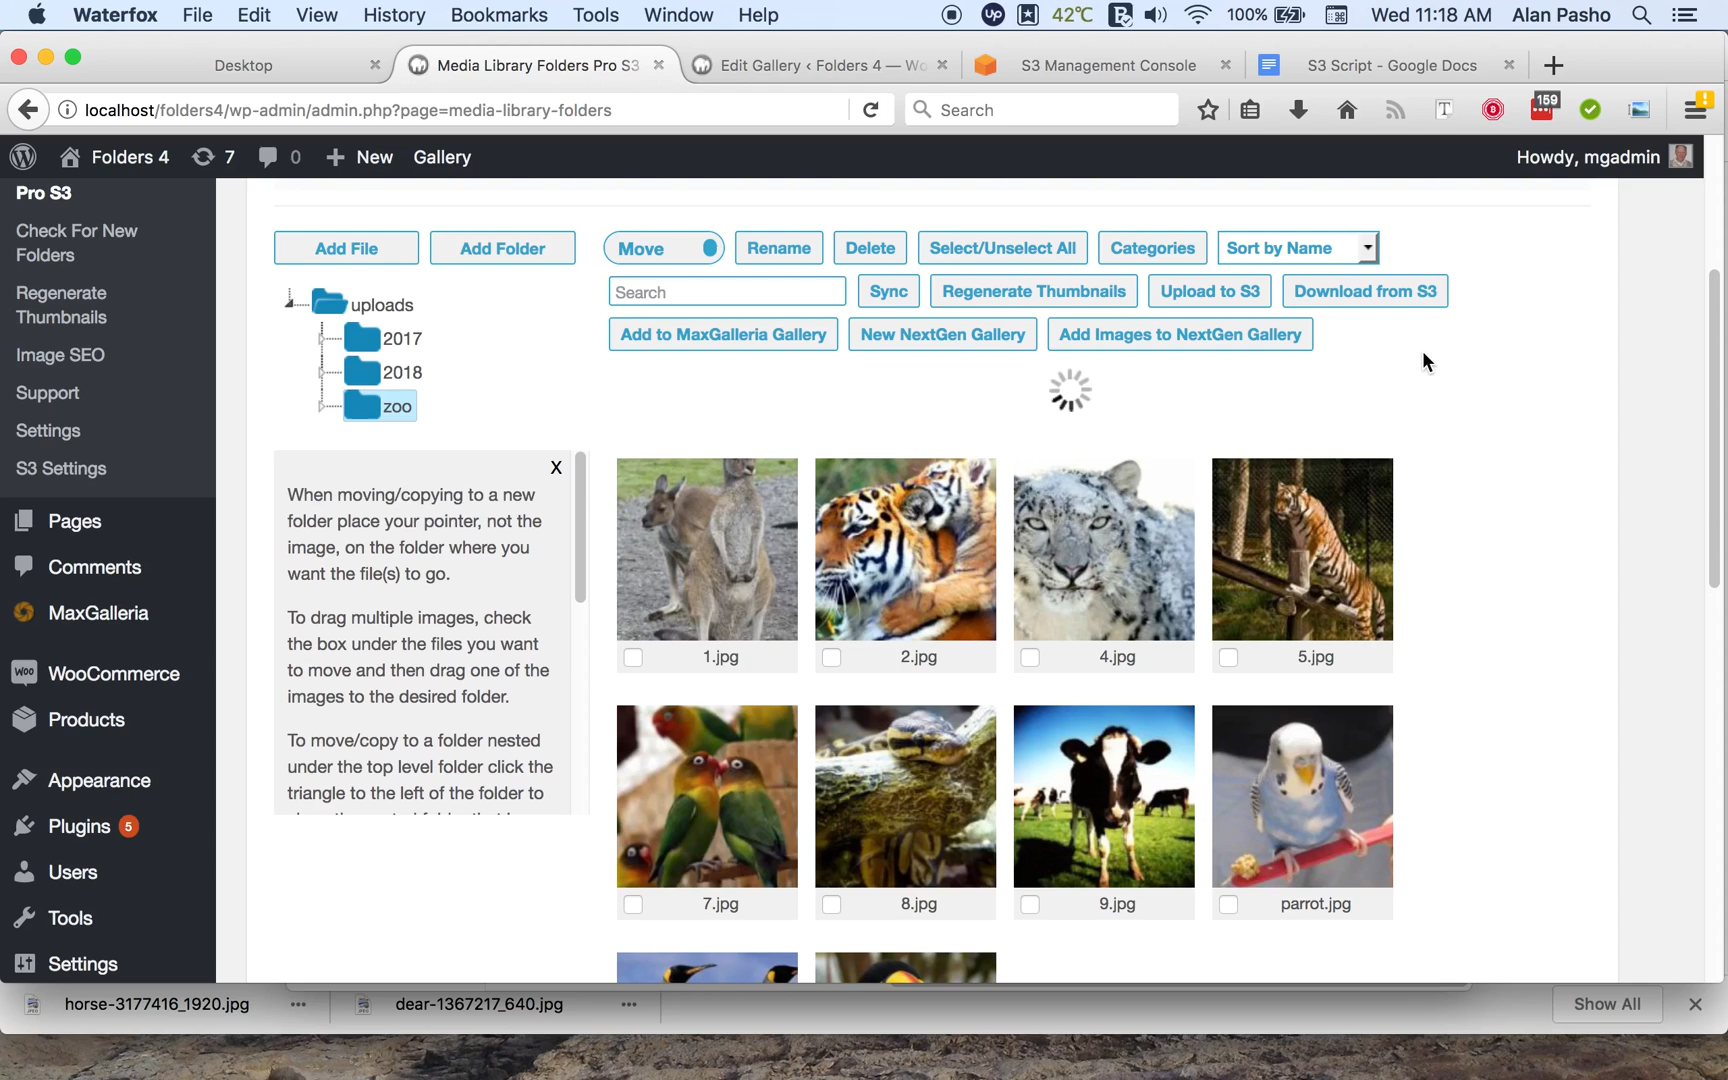 Waterfox File Edit View History Bookmarks Tools Window Help UP 42°C 100% Wed 11:18 AM Alan Pasho
Desktop Media Library Folders Pro S3 Edit Gallery ‹ Folders 4 — Wo S3 Management Console S3 Script - Google Docs
localhost/folders4/wp-admin/admin.php?page=media-library-folders Search 159
Folders 4 7 0 New Gallery Howdy, mgadmin
Pro S3
Check For New
Folders
Regenerate
Thumbnails
Image SEO
Support
Settings
S3 Settings
Pages
Comments
MaxGalleria
WooCommerce
Products
Appearance
Plugins 5
Users
Tools
Settings
Add File Add Folder Move Rename Delete Select/Unselect All Categories Sort by Name
Search Sync Regenerate Thumbnails Upload to S3 Download from S3
Add to MaxGalleria Gallery New NextGen Gallery Add Images to NextGen Gallery
uploads
2017
2018
zoo
X
When moving/copying to a new
folder place your pointer, not the
image, on the folder where you
want the file(s) to go.
To drag multiple images, check
the box under the files you want
to move and then drag one of the
images to the desired folder.
To move/copy to a folder nested
under the top level folder click the
triangle to the left of the folder to
1.jpg 2.jpg 4.jpg 5.jpg
7.jpg 8.jpg 9.jpg parrot.jpg
horse-3177416_1920.jpg dear-1367217_640.jpg Show All